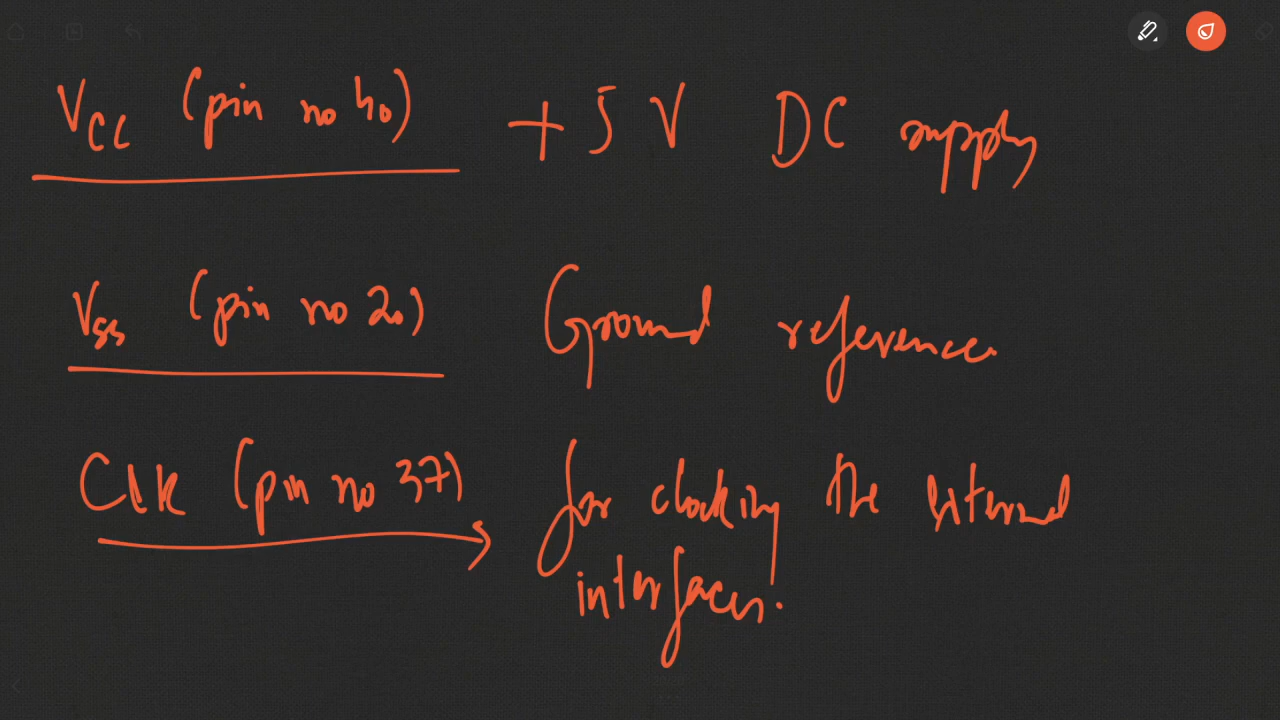 VCC (pin no 40) +5 V DC supply
VSS (pin no 20) Ground reference
Clk (pin no 37) for clocking the internal
interfaces.